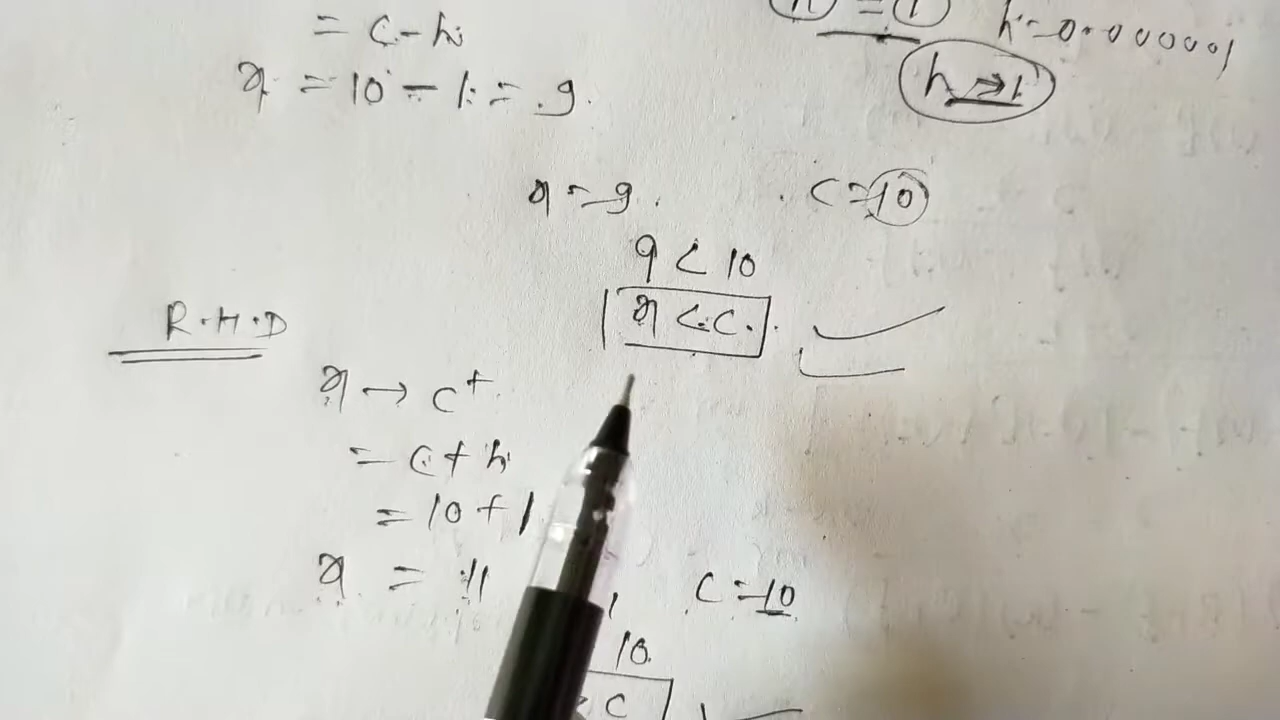 = c - h
x = 10 - 1 = 9.
h = 1
h = 0.000001
h → 1
x = 9. c = 10
9 < 10
x < c.
R.H.D
x → c⁺
= c + h
= 10 + 1
x = 11 c = 10
10
c